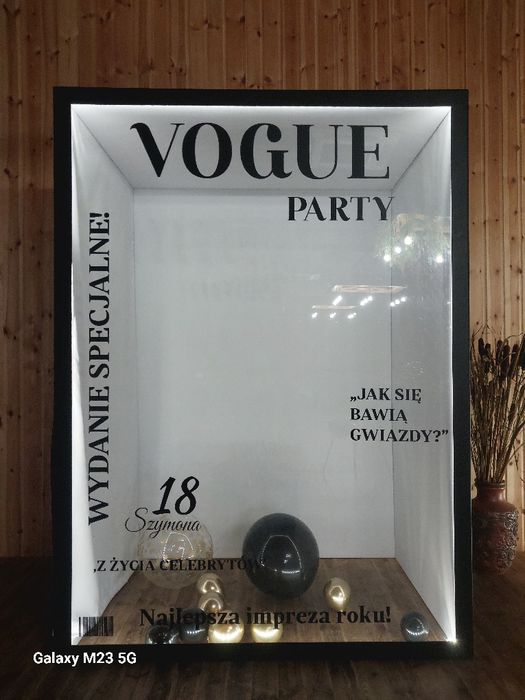 VOGUE
PARTY
WYDANIE SPECJALNE!
„JAK SIĘ
BAWIĄ
GWIAZDY?”
18
Szymona
„Z ŻYCIA CELEBRYTÓW
Najlepsza impreza roku!
Galaxy M23 5G